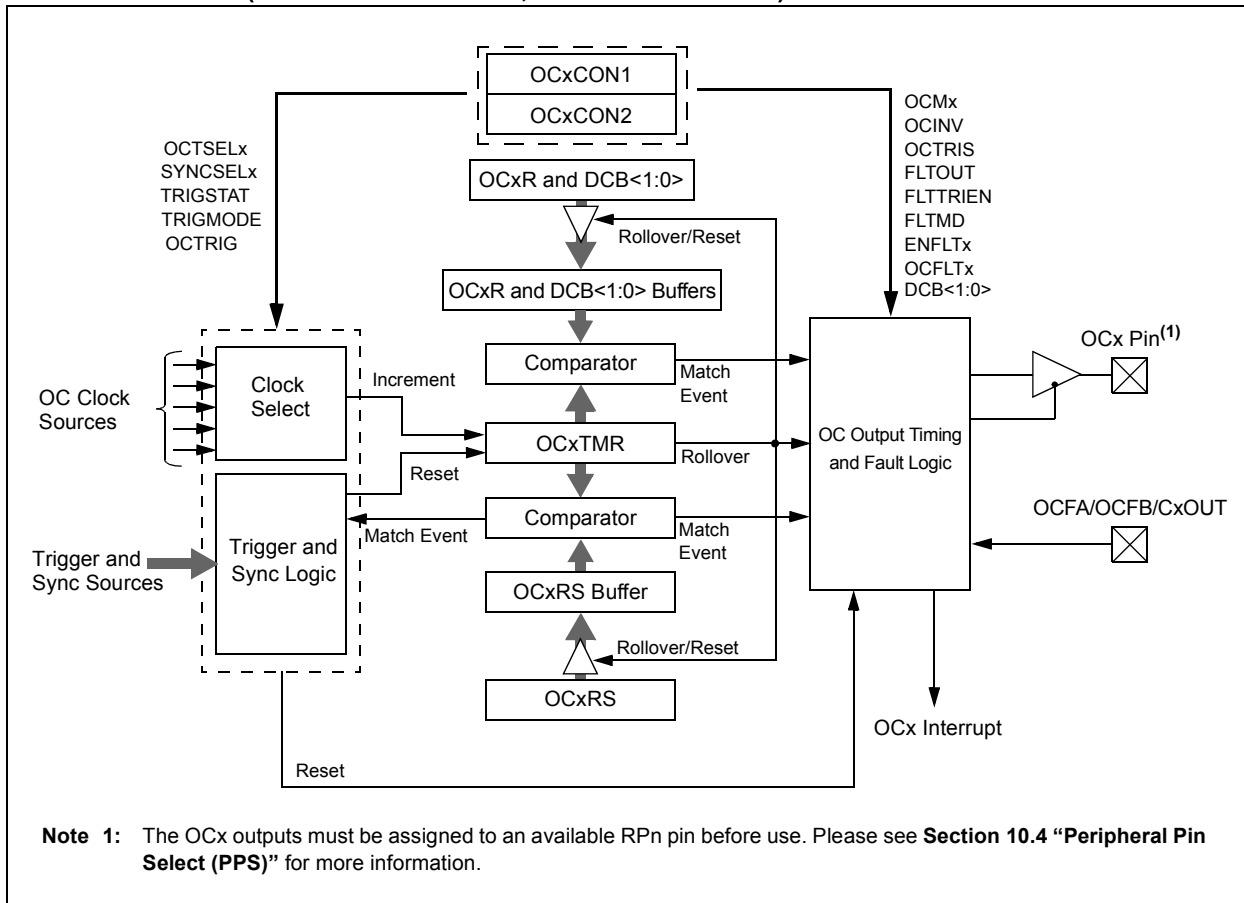 OCxCON1
OCxCON2
OCTSELx
SYNCSELx
TRIGSTAT
TRIGMODE
OCTRIG
OCMx
OCINV
OCTRIS
FLTOUT
FLTTRIEN
FLTMD
ENFLTx
OCFLTx
DCB<1:0>
OCxR and DCB<1:0>
Rollover/Reset
OCxR and DCB<1:0> Buffers
OC Clock
Sources
Clock
Select
Increment
Comparator
Match
Event
OCxTMR
Rollover
Reset
OC Output Timing
and Fault Logic
OCx Pin(1)
Trigger and
Sync Sources
Trigger and
Sync Logic
Match Event
Comparator
Match
Event
OCFA/OCFB/CxOUT
OCxRS Buffer
Rollover/Reset
OCxRS
OCx Interrupt
Reset
Note 1: The OCx outputs must be assigned to an available RPn pin before use. Please see Section 10.4 “Peripheral Pin
Select (PPS)” for more information.